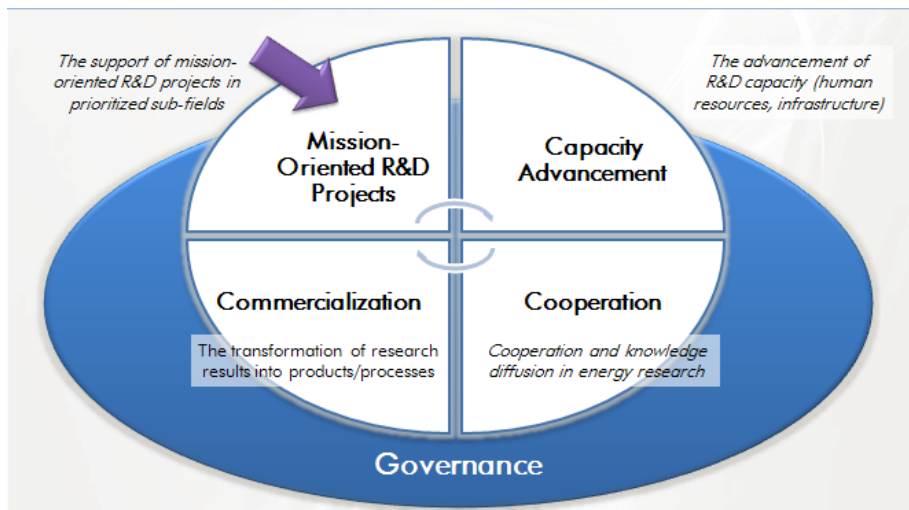 The support of mission-
oriented R&D projects in
prioritized sub-fields
The advancement of
R&D capacity (human
resources, infrastructure)
Mission-
Oriented R&D
Projects
Capacity
Advancement
Commercialization
The transformation of research
results into products/processes
Cooperation
Cooperation and knowledge
diffusion in energy research
Governance